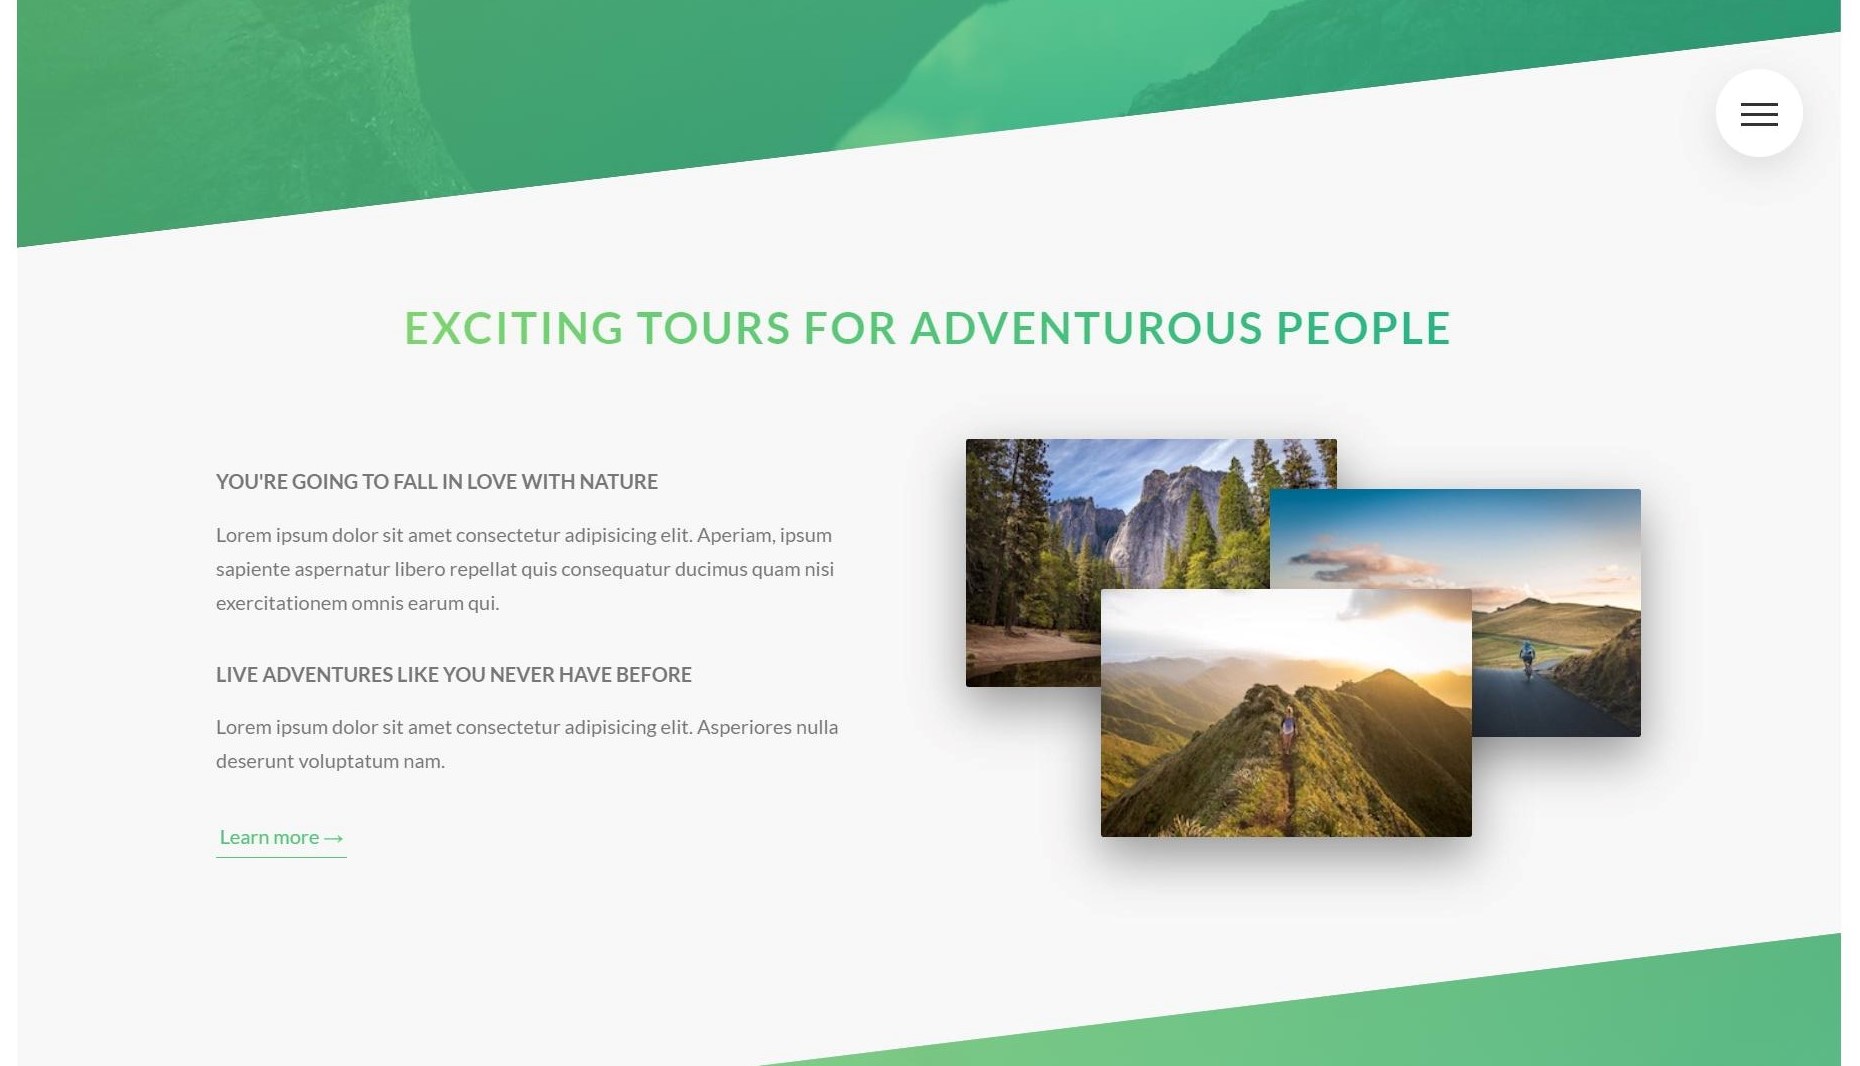 EXCITING TOURS FOR ADVENTUROUS PEOPLE
YOU'RE GOING TO FALL IN LOVE WITH NATURE
Lorem ipsum dolor sit amet consectetur adipisicing elit. Aperiam, ipsum
sapiente aspernatur libero repellat quis consequatur ducimus quam nisi
exercitationem omnis earum qui.
LIVE ADVENTURES LIKE YOU NEVER HAVE BEFORE
Lorem ipsum dolor sit amet consectetur adipisicing elit. Asperiores nulla
deserunt voluptatum nam.
Learn more →